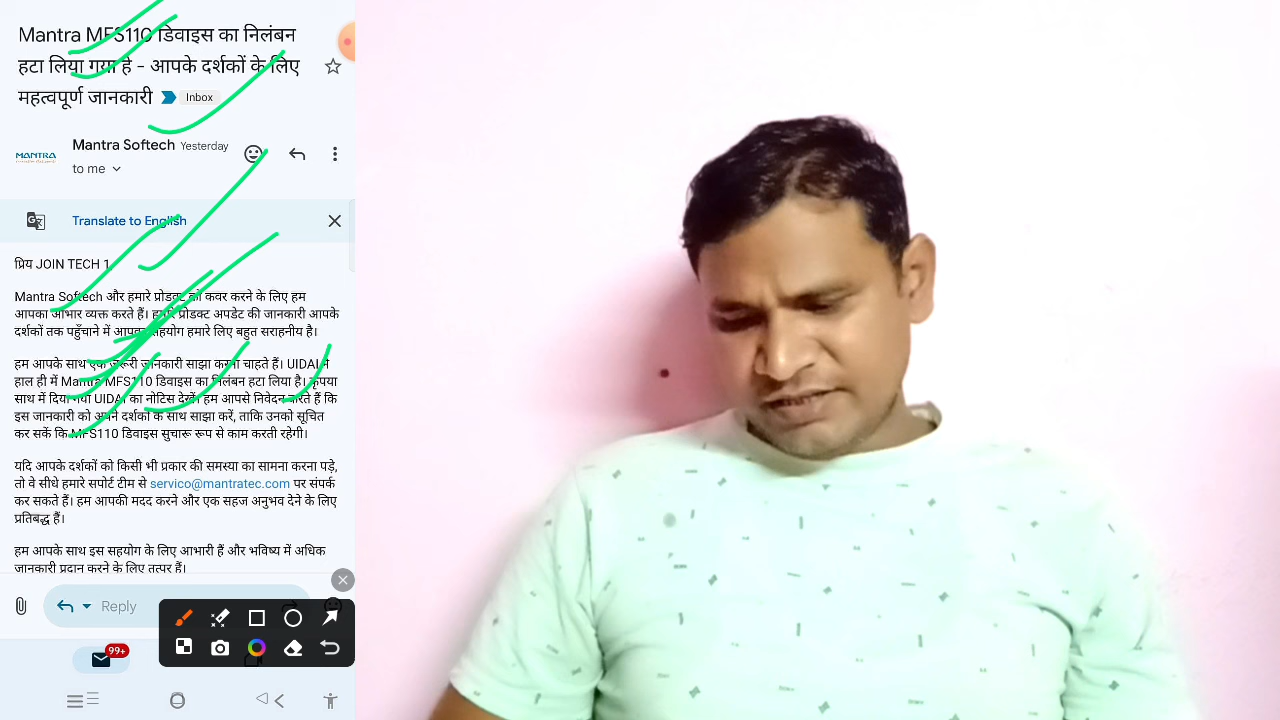 Mantra MFS110 डिवाइस का निलंबन
हटा लिया गया है - आपके दर्शकों के लिए
महत्वपूर्ण जानकारी Inbox
MANTRA
Mantra Softech Yesterday
to me
Translate to English
प्रिय JOIN TECH 1
Mantra Softech और हमारे प्रोडक्ट को कवर करने के लिए हम
आपका आभार व्यक्त करते हैं। हमारे प्रोडक्ट अपडेट की जानकारी आपके
दर्शकों तक पहुँचाने में आपका सहयोग हमारे लिए बहुत सराहनीय है।
हम आपके साथ एक जरूरी जानकारी साझा करना चाहते हैं। UIDAI ने
हाल ही में Mantra MFS110 डिवाइस का निलंबन हटा लिया है। कृपया
साथ में दिया गया UIDAI का नोटिस देखें। हम आपसे निवेदन करते हैं कि
इस जानकारी को अपने दर्शकों के साथ साझा करें, ताकि उनको सूचित
कर सकें कि MFS110 डिवाइस सुचारू रूप से काम करती रहेगी।
यदि आपके दर्शकों को किसी भी प्रकार की समस्या का सामना करना पड़े,
तो वे सीधे हमारे सपोर्ट टीम से servico@mantratec.com पर संपर्क
कर सकते हैं। हम आपकी मदद करने और एक सहज अनुभव देने के लिए
प्रतिबद्ध हैं।
हम आपके साथ इस सहयोग के लिए आभारी हैं और भविष्य में अधिक
जानकारी प्रदान करने के लिए तत्पर हैं।
Reply
99+